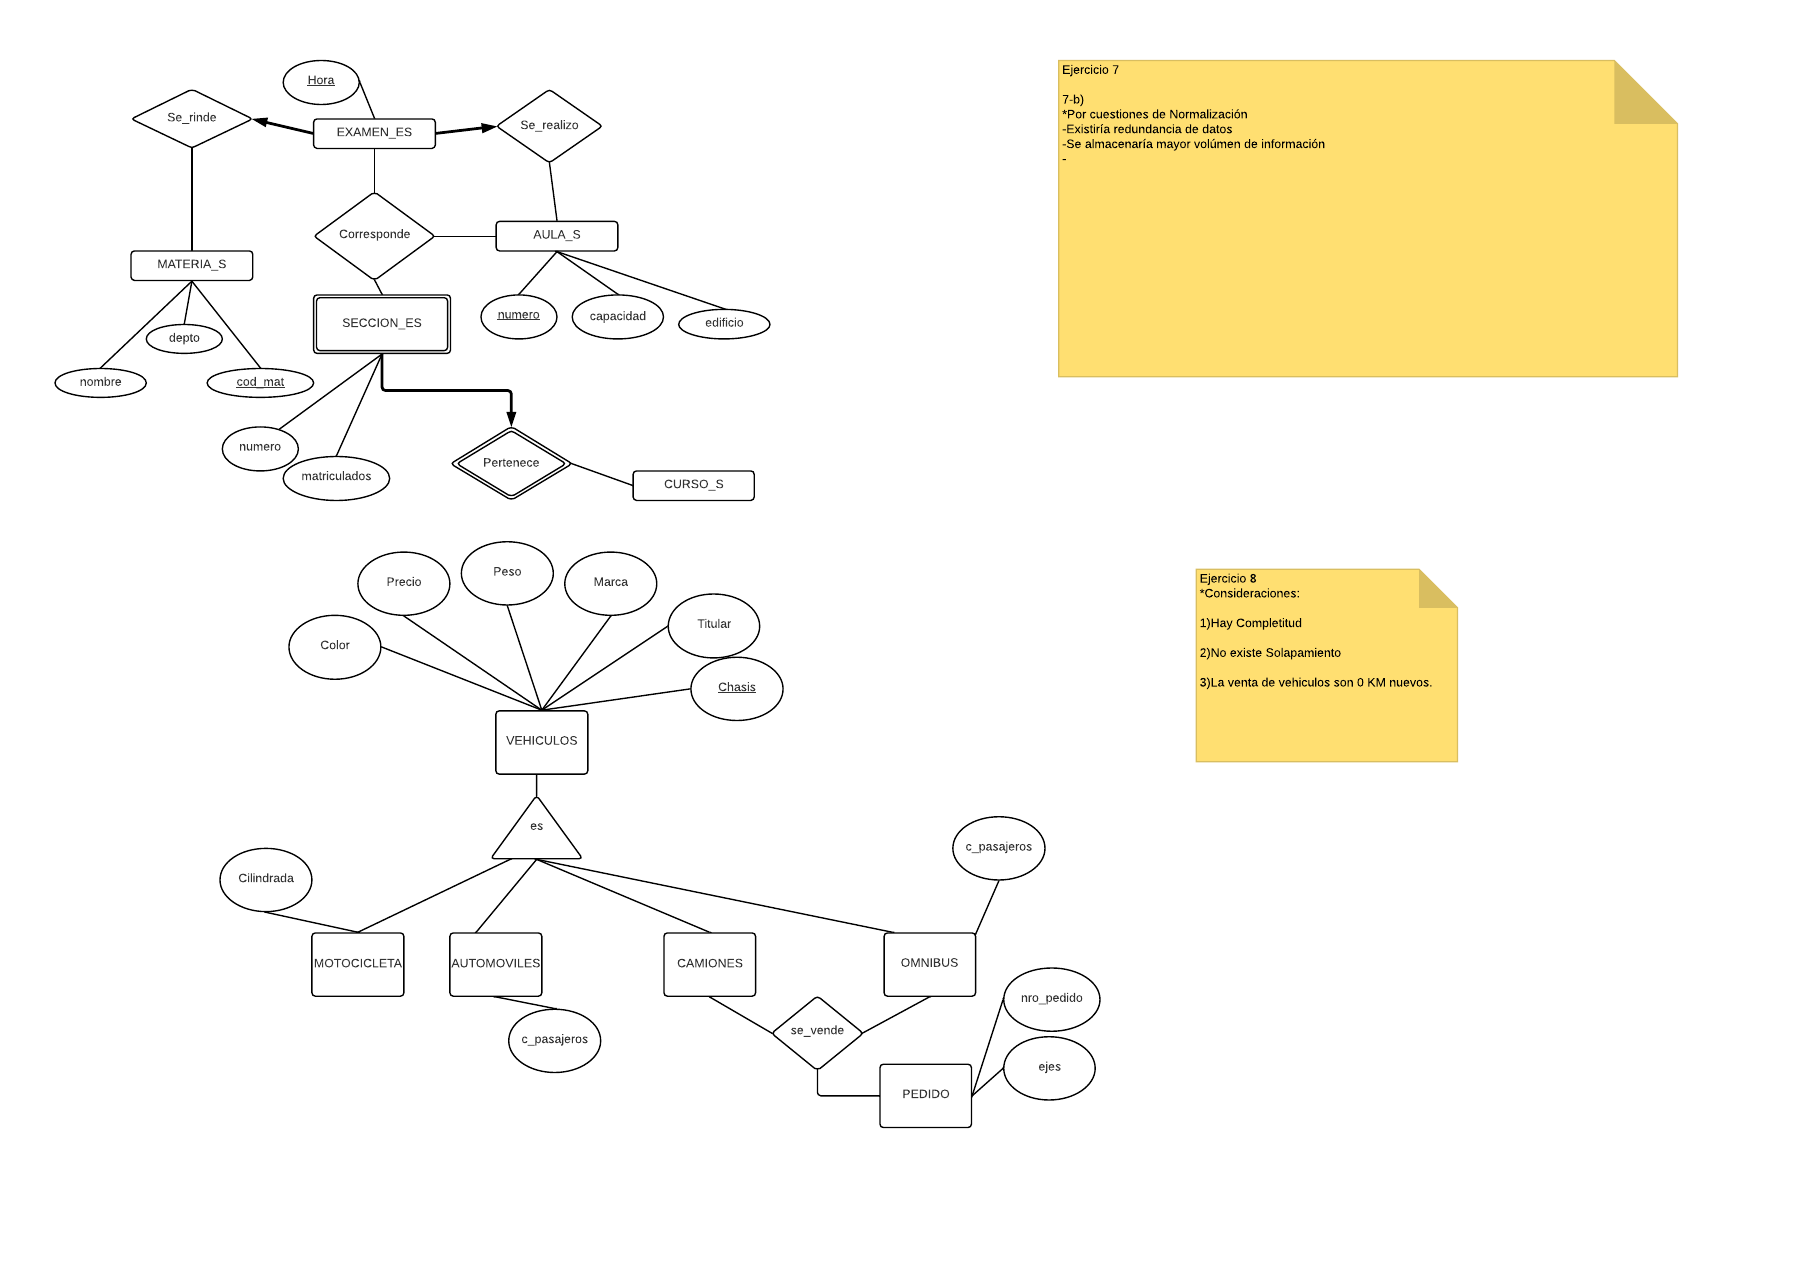 Hora
Se_rinde
EXAMEN_ES
Se_realizo
Corresponde
AULA_S
MATERIA_S
SECCION_ES
numero
capacidad
edificio
depto
nombre
cod_mat
numero
matriculados
Pertenece
CURSO_S
Ejercicio 7
7-b)
*Por cuestiones de Normalización
-Existiría redundancia de datos
-Se almacenaría mayor volúmen de información
-
Precio
Peso
Marca
Titular
Color
Chasis
VEHICULOS
es
Cilindrada
c_pasajeros
MOTOCICLETA
AUTOMOVILES
CAMIONES
OMNIBUS
c_pasajeros
se_vende
nro_pedido
ejes
PEDIDO
Ejercicio 8
*Consideraciones:
1)Hay Completitud
2)No existe Solapamiento
3)La venta de vehiculos son 0 KM nuevos.